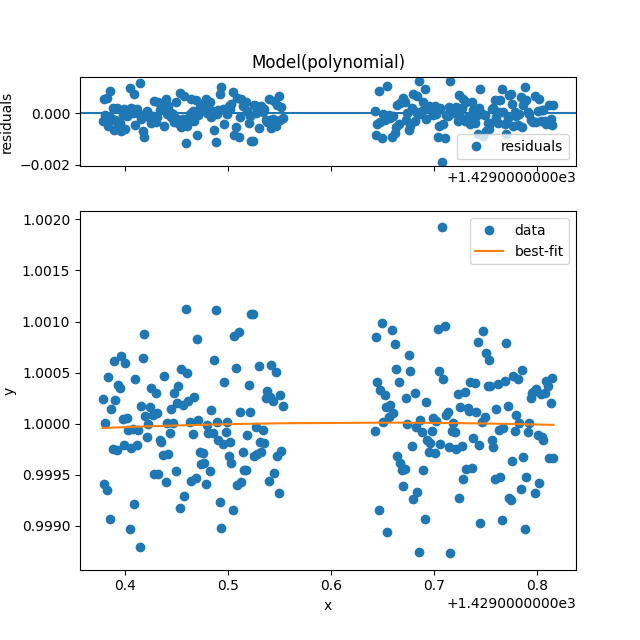 Model(polynomial)
residuals
0.000
−0.002
residuals
+1.4290000000e3
1.0020
1.0015
1.0010
1.0005
1.0000
0.9995
0.9990
y
data
best-fit
0.4 0.5 0.6 0.7 0.8
x
+1.4290000000e3